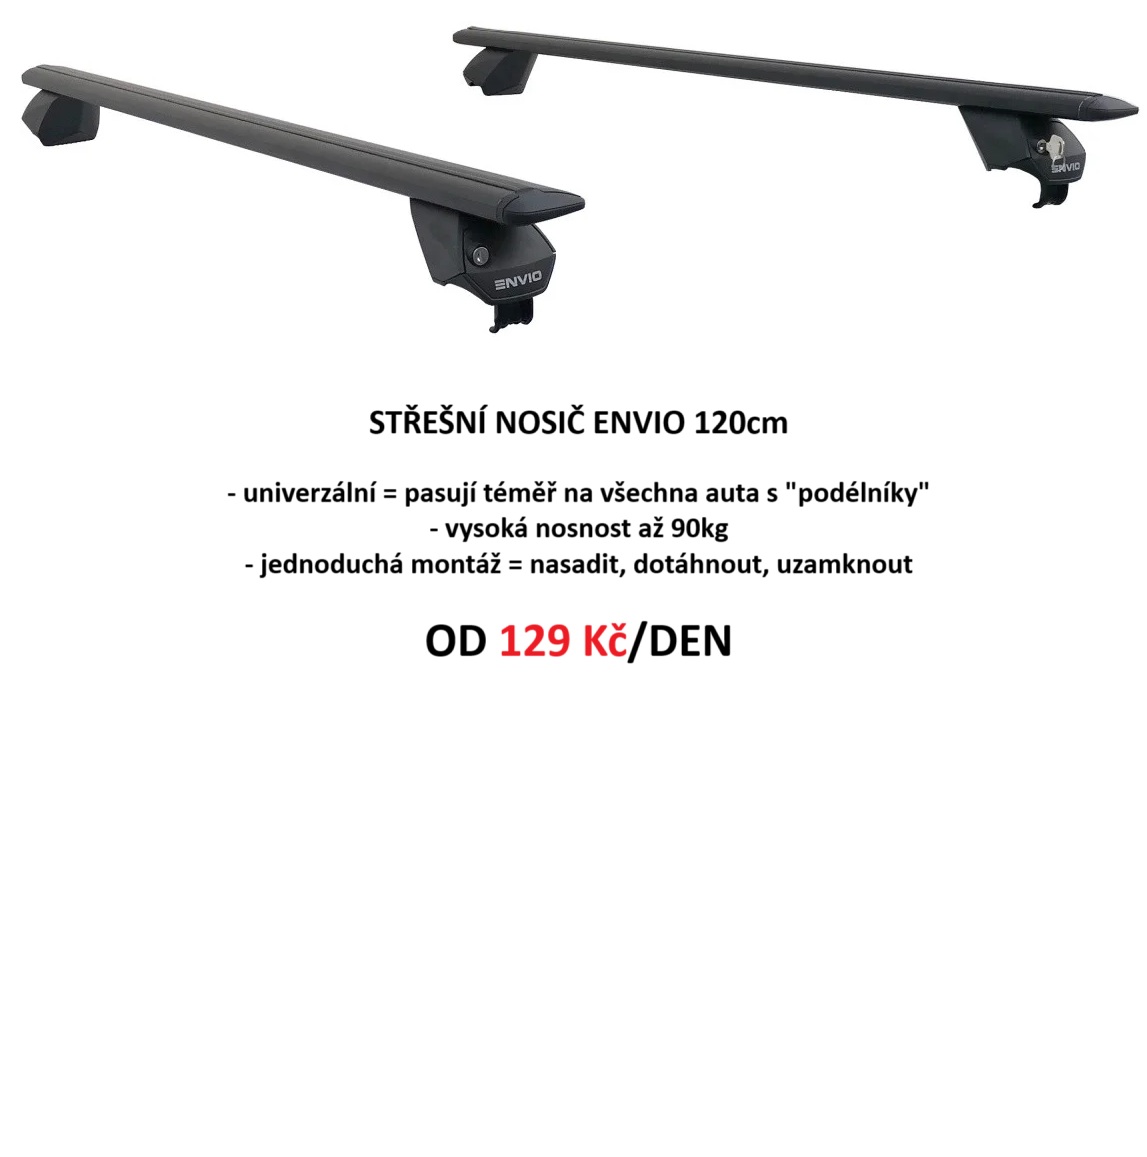 ENVIO
ENVIO
STŘEŠNÍ NOSIČ ENVIO 120cm
- univerzální = pasují téměř na všechna auta s "podélníky"
- vysoká nosnost až 90kg
- jednoduchá montáž = nasadit, dotáhnout, uzamknout
OD 129 Kč/DEN